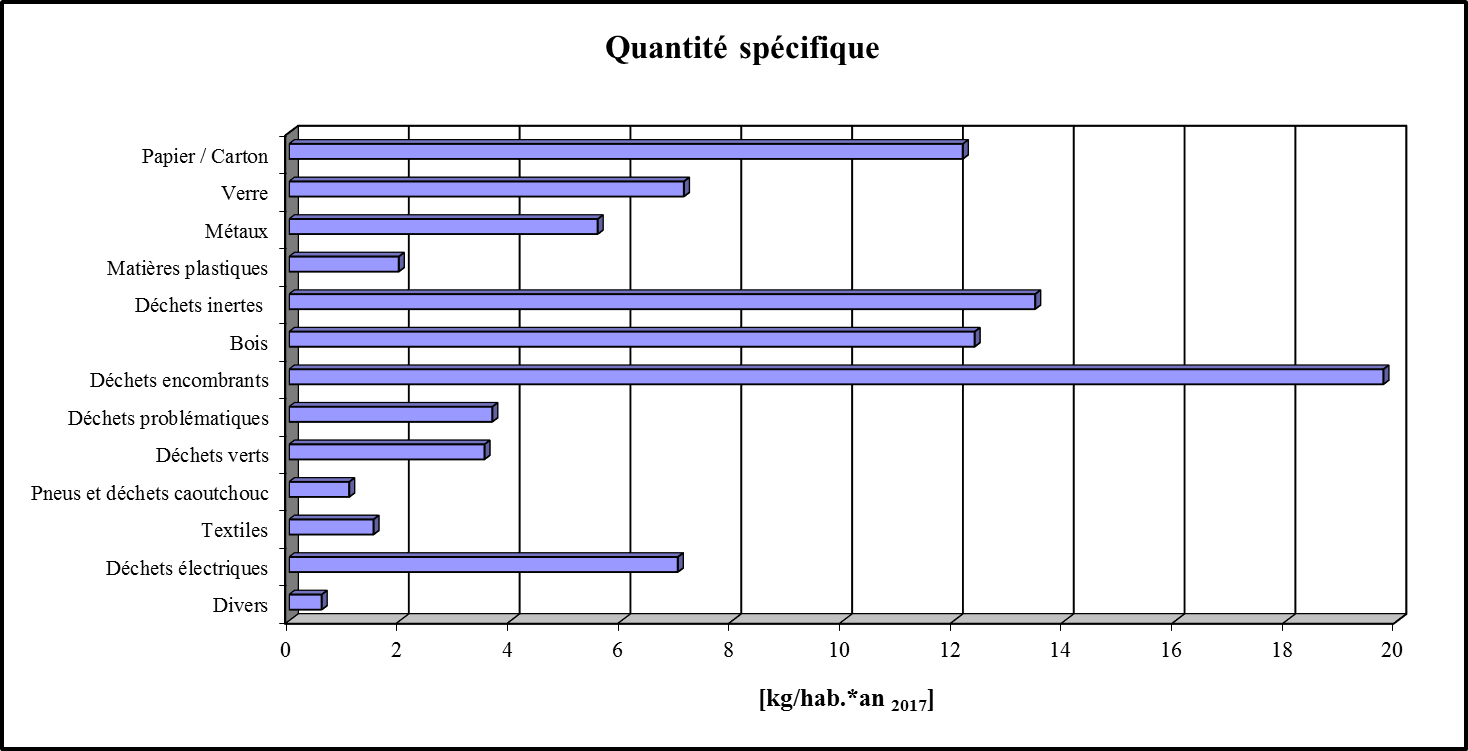 Quantité spécifique
Papier / Carton
Verre
Métaux
Matières plastiques
Déchets inertes
Bois
Déchets encombrants
Déchets problématiques
Déchets verts
Pneus et déchets caoutchouc
Textiles
Déchets électriques
Divers
0 2 4 6 8 10 12 14 16 18 20
[kg/hab.*an 2017]